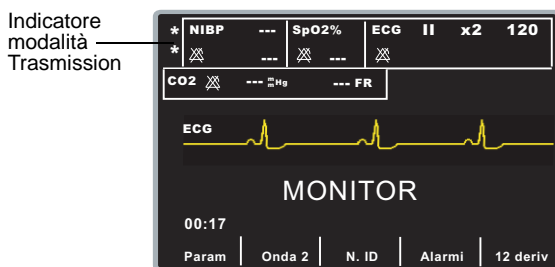 Indicatore
modalità
Trasmission
* NIBP --- SpO2% ECG II x2 120
* --- ---
CO2 --- mmHg --- FR
ECG
MONITOR
00:17
Param Onda 2 N. ID Alarmi 12 deriv